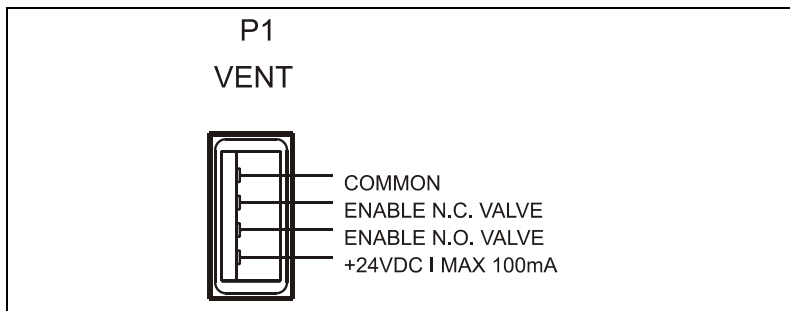 P1
VENT
COMMON
ENABLE N.C. VALVE
ENABLE N.O. VALVE
+24VDC I MAX 100mA